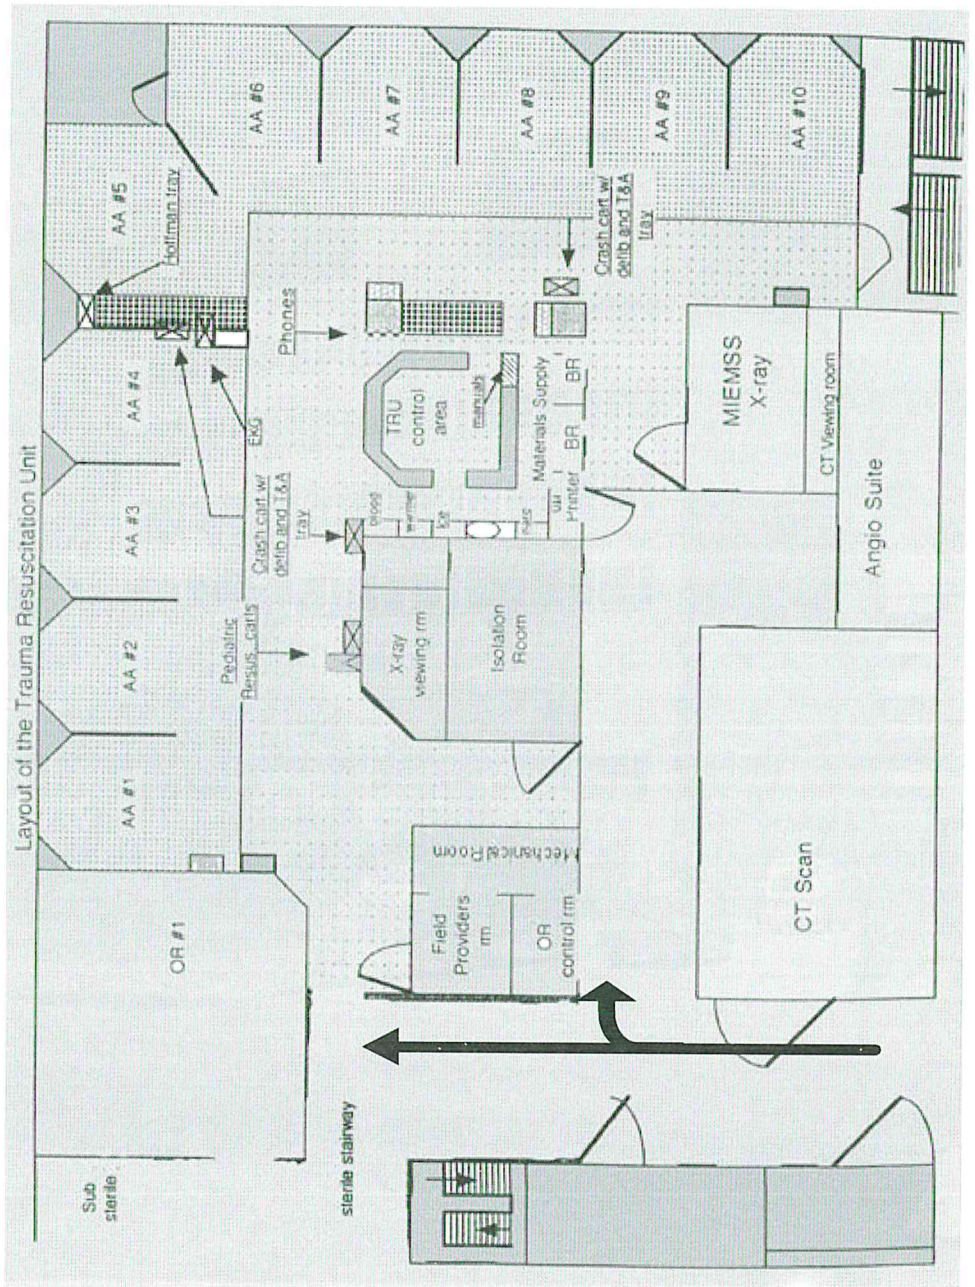 Layout of the Trauma Resuscitation Unit
Sub
sterile
OR #1
AA #1
AA #2
AA #3
AA #4
AA #5
AA #6
AA #7
AA #8
AA #9
AA #10
Hoffman tray
EKG
Phones
Pediatric
Resus. carts
Crash cart w/
defib and T&A
tray
Crash cart w/
defib and T&A
tray
sterile stairway
Field
Providers
rm
OR
control rm
Mechanical Room
X-ray
viewing rm
Isolation
Room
blood
warmer
Ice
TRU
control
area
manuals
Materials Supply
Printer
BR
BR
MIEMSS
X-ray
CT Viewing room
Angio Suite
CT Scan